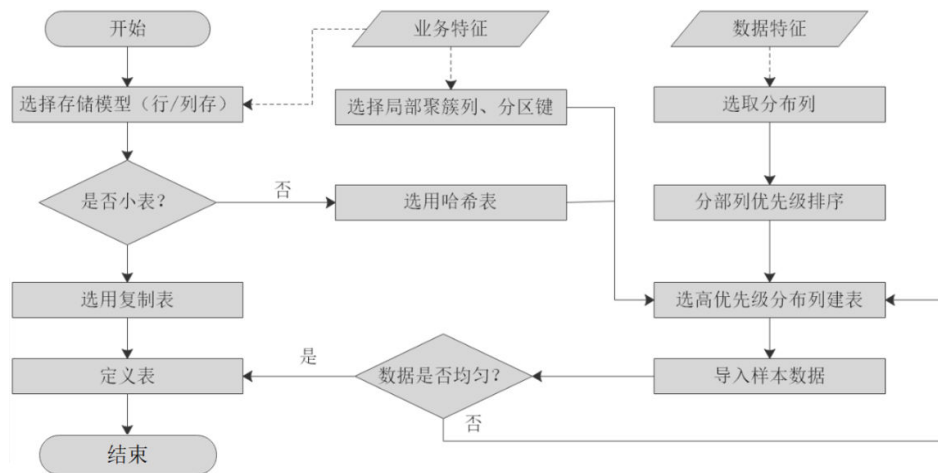 开始
业务特征
数据特征
选择存储模型（行/列存）
选择局部聚簇列、分区键
选取分布列
是否小表？
否
选用哈希表
分部列优先级排序
选用复制表
选高优先级分布列建表
是
定义表
数据是否均匀？
导入样本数据
否
结束